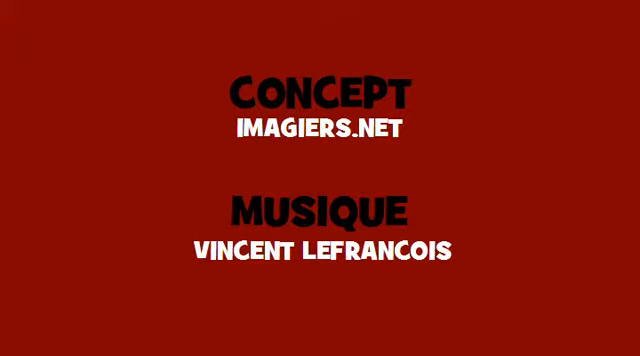 CONCEPT
IMAGIERS.NET
MUSIQUE
VINCENT LEFRANCOIS